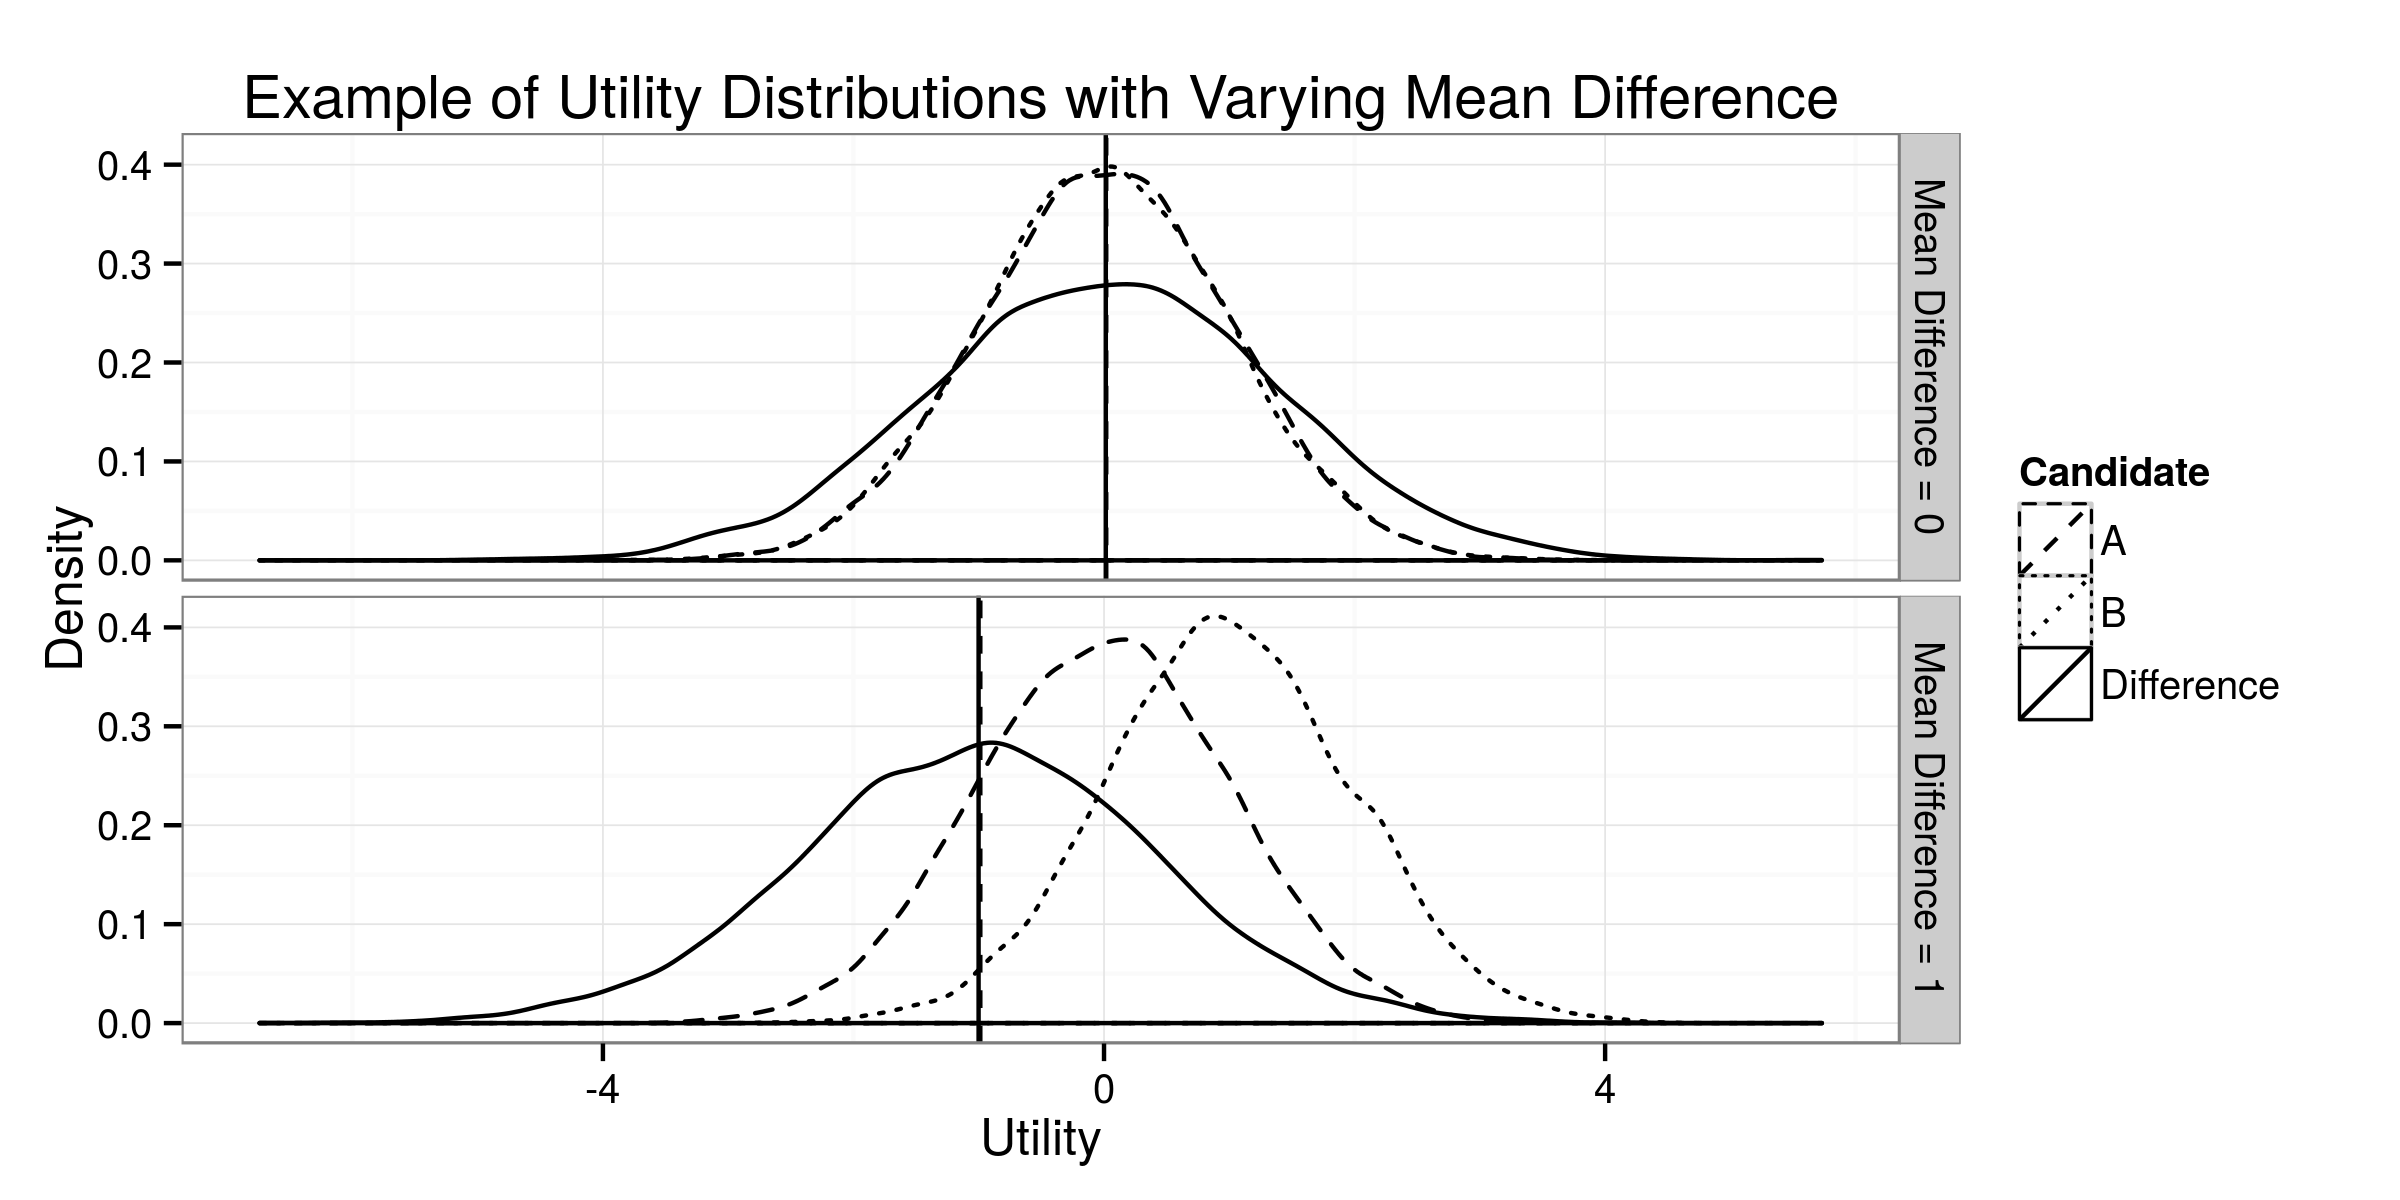 Example of Utility Distributions with Varying Mean Difference
Density
0.4
0.3
0.2
0.1
0.0
Mean Difference = 0
0.4
0.3
0.2
0.1
0.0
Mean Difference = 1
-4
0
4
Utility
Candidate
A
B
Difference